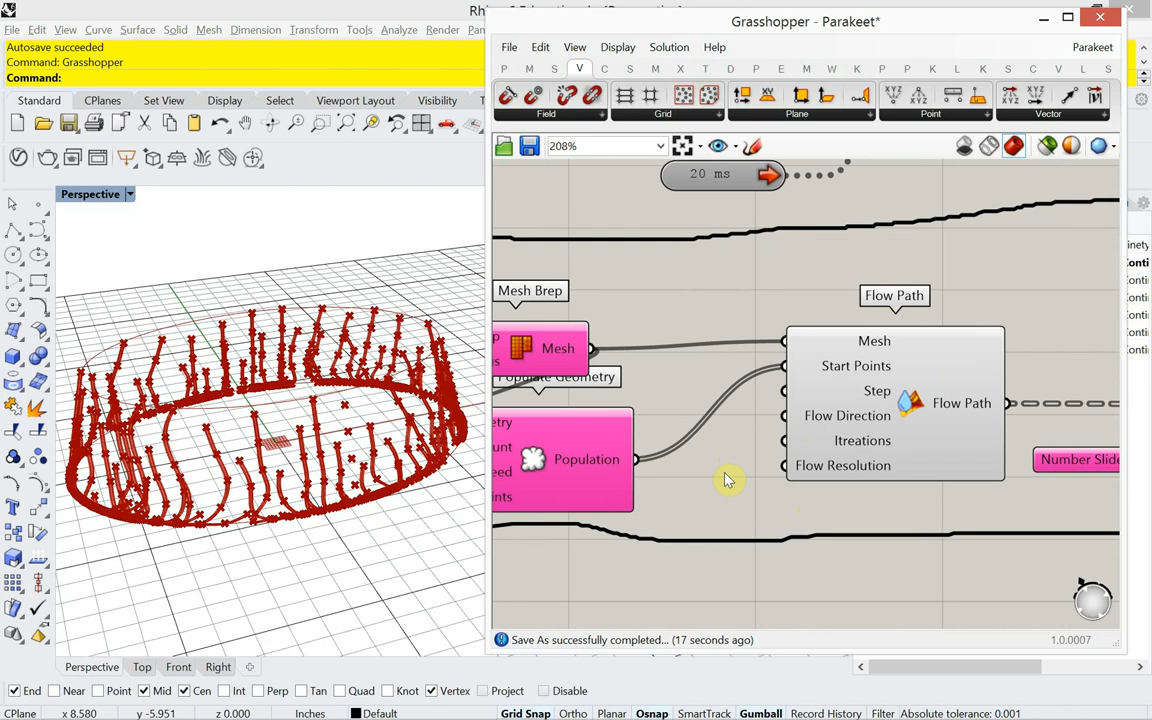 Rhi
Grasshopper - Parakeet*
File Edit View Curve Surface Solid Mesh Dimension Transform Tools Analyze Render Pan
Autosave succeeded
Command: Grasshopper
Command:
Standard CPlanes Set View Display Select Viewport Layout Visibility
File Edit View Display Solution Help Parakeet
P M S V C S M X T D P E A M W K P P K L K S C V L S
Field Grid Plane Point Vector
208%
Perspective
20 ms
Mesh Brep
Mesh
Populate Geometry
Population
Flow Path
Mesh
Start Points
Step
Flow Direction
Itreations
Flow Resolution
Flow Path
Number Slide
Save As successfully completed... (17 seconds ago) 1.0.0007
Perspective Top Front Right
End Near Point Mid Cen Int Perp Tan Quad Knot Vertex Project Disable
CPlane x 8.580 y -5.951 z 0.000 Inches Default Grid Snap Ortho Planar Osnap SmartTrack Gumball Record History Filter Absolute tolerance: 0.001